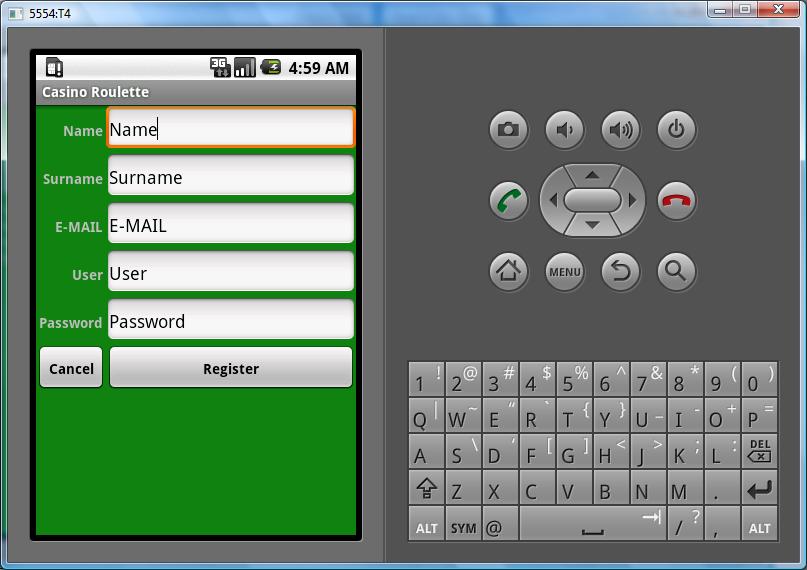 5554:T4
3G 4:59 AM
Casino Roulette
Name Name
Surname Surname
E-MAIL E-MAIL
User User
Password Password
Cancel Register
MENU
1 ! 2 @ 3 # 4 $ 5 % 6 ^ 7 & 8 * 9 ( 0 )
Q | W ~ E “ R ` T { Y } U _ I - O + P =
A S \ D ‘ F [ G ] H < J > K ; L : DEL
Z X C V B N M .
ALT SYM @ / ? , ALT